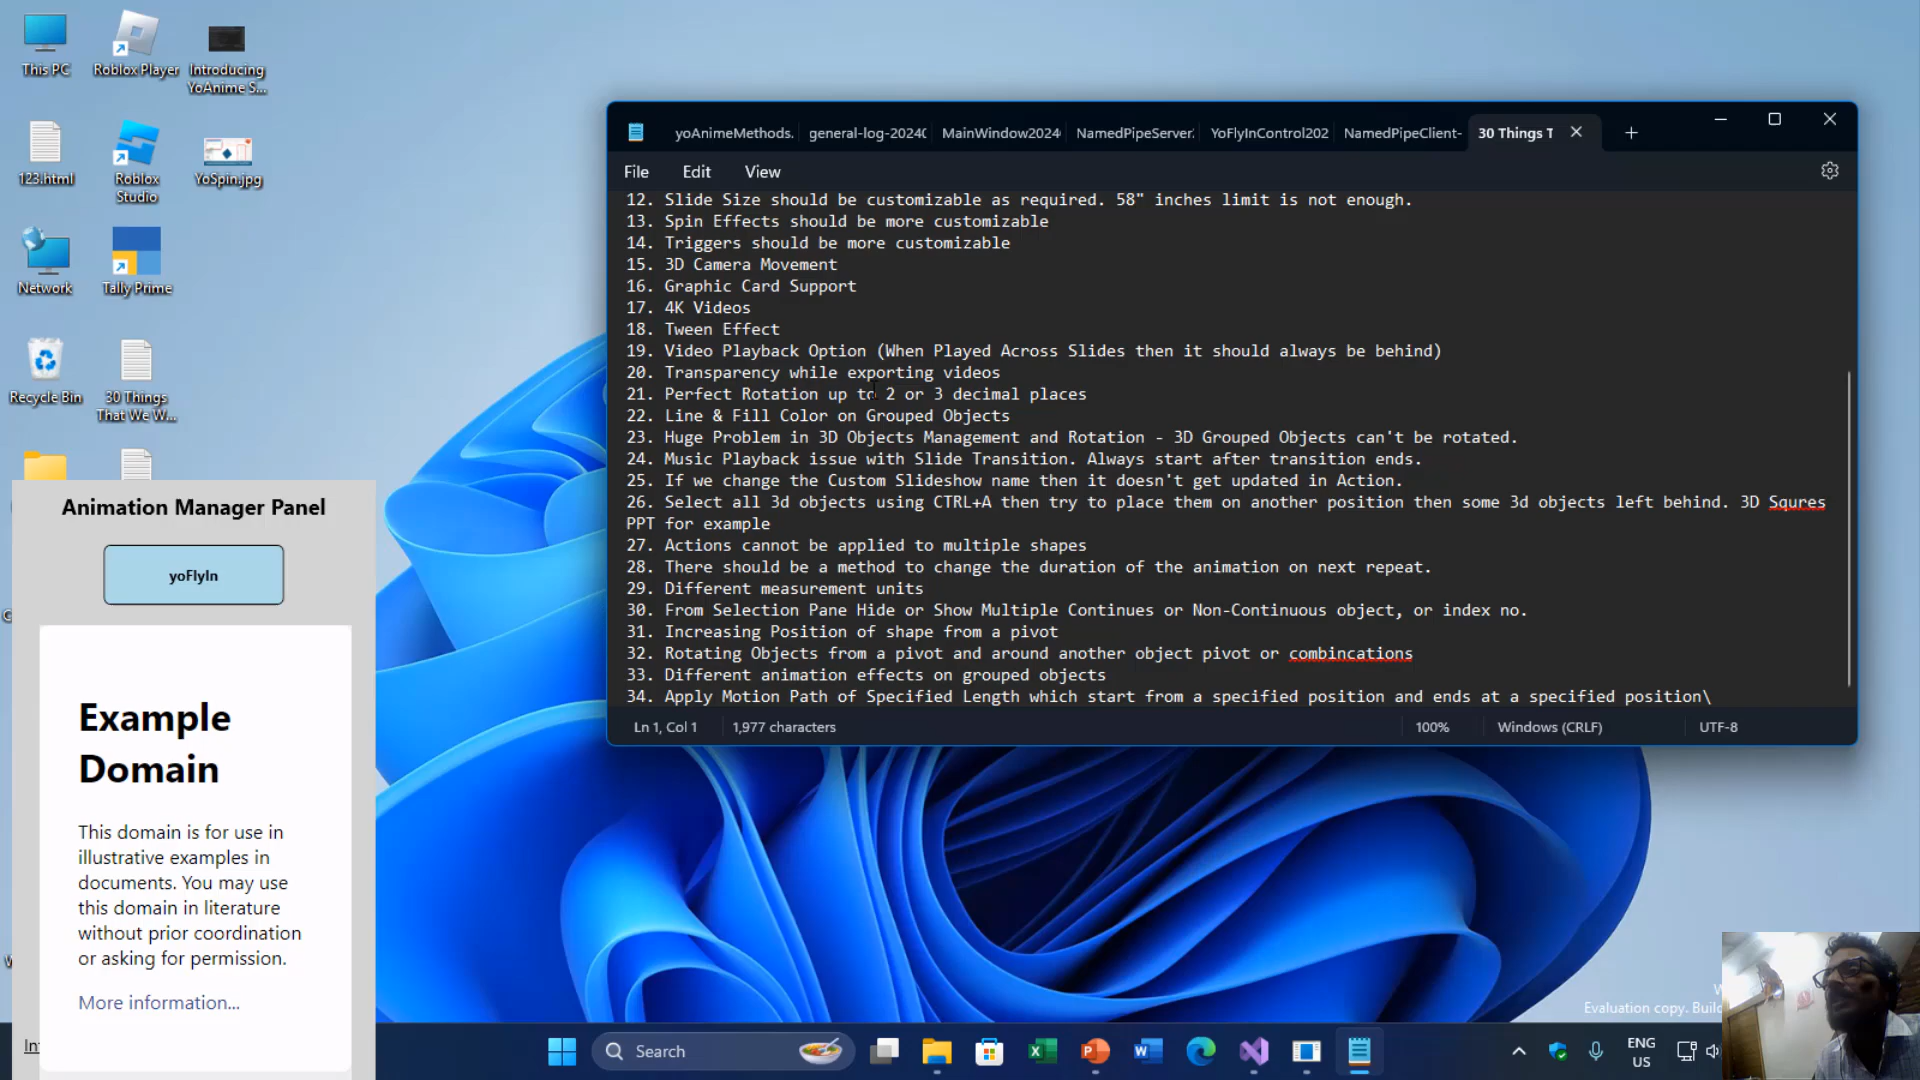 This PC
Roblox Player
Introducing
YoAnime S...
123.html
Roblox
Studio
YoSpin.jpg
Network
Tally Prime
Recycle Bin
30 Things
That We W...
Animation Manager Panel
yoFlyIn
Example
Domain
This domain is for use in
illustrative examples in
documents. You may use
this domain in literature
without prior coordination
or asking for permission.
More information...
yoAnimeMethods. general-log-20240 MainWindow2024 NamedPipeServer. YoFlyInControl202 NamedPipeClient- 30 Things T
File Edit View
12. Slide Size should be customizable as required. 58" inches limit is not enough.
13. Spin Effects should be more customizable
14. Triggers should be more customizable
15. 3D Camera Movement
16. Graphic Card Support
17. 4K Videos
18. Tween Effect
19. Video Playback Option (When Played Across Slides then it should always be behind)
20. Transparency while exporting videos
21. Perfect Rotation up to 2 or 3 decimal places
22. Line & Fill Color on Grouped Objects
23. Huge Problem in 3D Objects Management and Rotation - 3D Grouped Objects can't be rotated.
24. Music Playback issue with Slide Transition. Always start after transition ends.
25. If we change the Custom Slideshow name then it doesn't get updated in Action.
26. Select all 3d objects using CTRL+A then try to place them on another position then some 3d objects left behind. 3D Squres
PPT for example
27. Actions cannot be applied to multiple shapes
28. There should be a method to change the duration of the animation on next repeat.
29. Different measurement units
30. From Selection Pane Hide or Show Multiple Continues or Non-Continuous object, or index no.
31. Increasing Position of shape from a pivot
32. Rotating Objects from a pivot and around another object pivot or combincations
33. Different animation effects on grouped objects
34. Apply Motion Path of Specified Length which start from a specified position and ends at a specified position\
Ln 1, Col 1 1,977 characters 100% Windows (CRLF) UTF-8
Evaluation copy. Build
Search
ENG
US